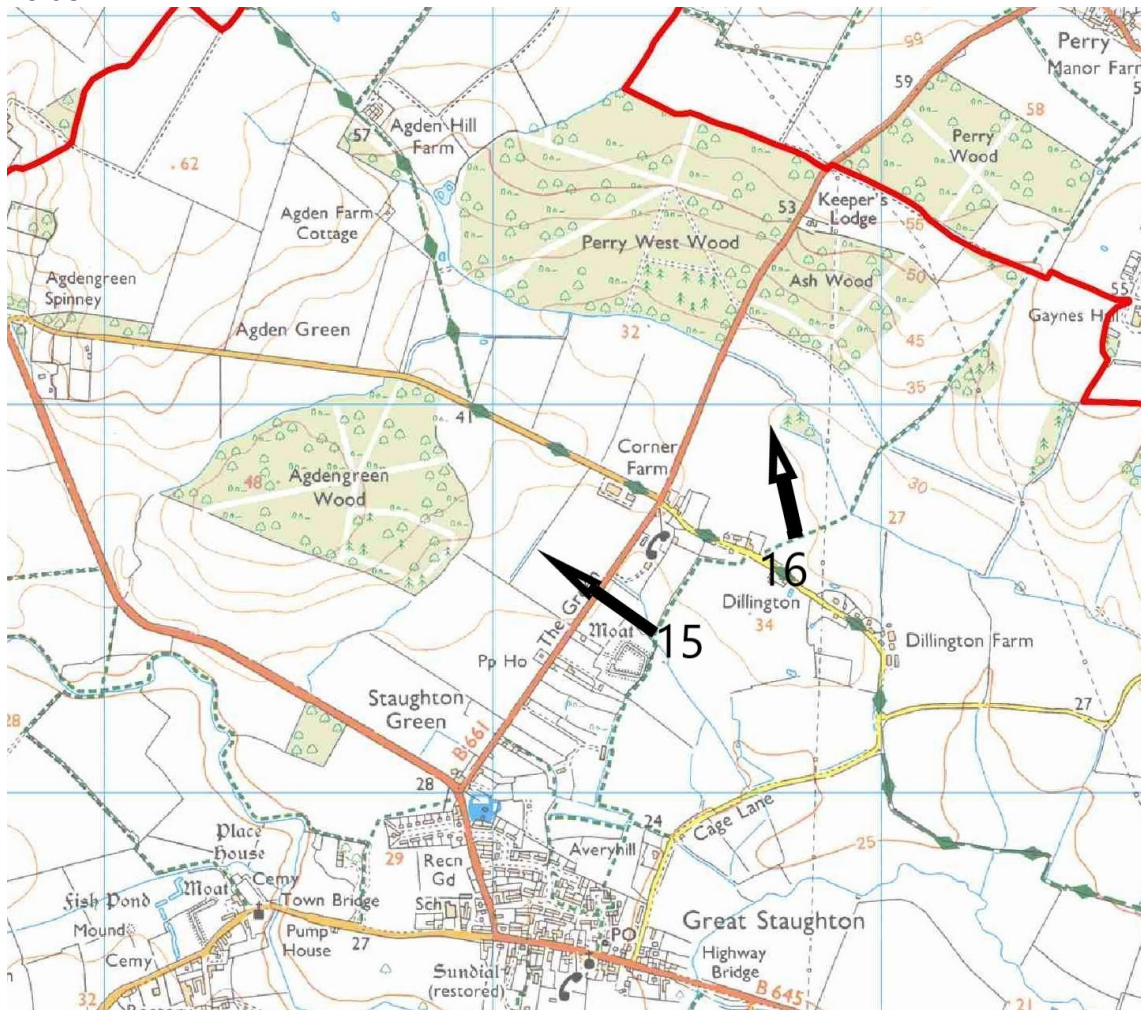 Perry
Manor Farm
59
58
Perry
Wood
57
Agden Hill
Farm
.62
Agden Farm
Cottage
53
Keeper's
Lodge
Perry West Wood
Ash Wood
50
55
Gaynes Hall
Agdengreen
Spinney
Agden Green
32
45
35
41
Corner
Farm
Agdengreen
Wood
48
30
27
16
Dillington
34
15
The Green
Moat
Pp Ho
Dillington Farm
Staughton
Green
B 661
27
28
28
Cage Lane
24
25
Place
House
29
Averyhill
Recn
Gd
Moat
Cemy
Fish Pond
Town Bridge
Sch
Mound
Pump
House
27
PO
Great Staughton
Cemy
Highway
Bridge
Sundial
(restored)
32
B 645
21